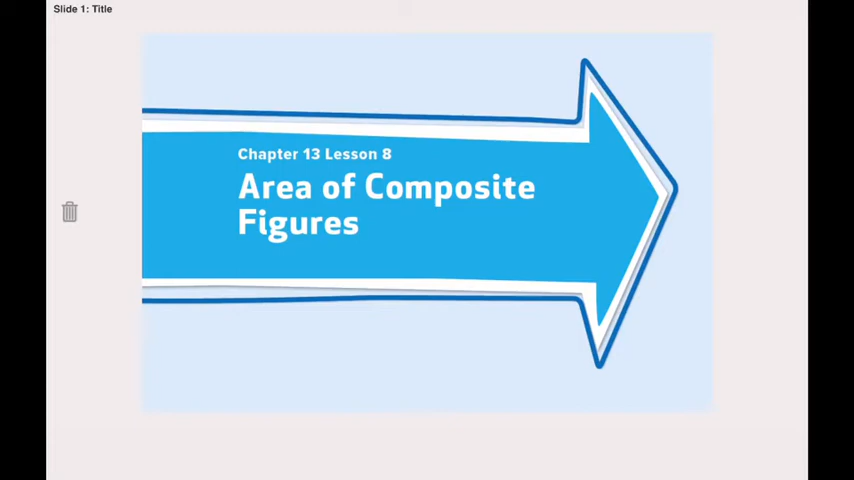 Slide 1: Title
Chapter 13 Lesson 8
Area of Composite
Figures